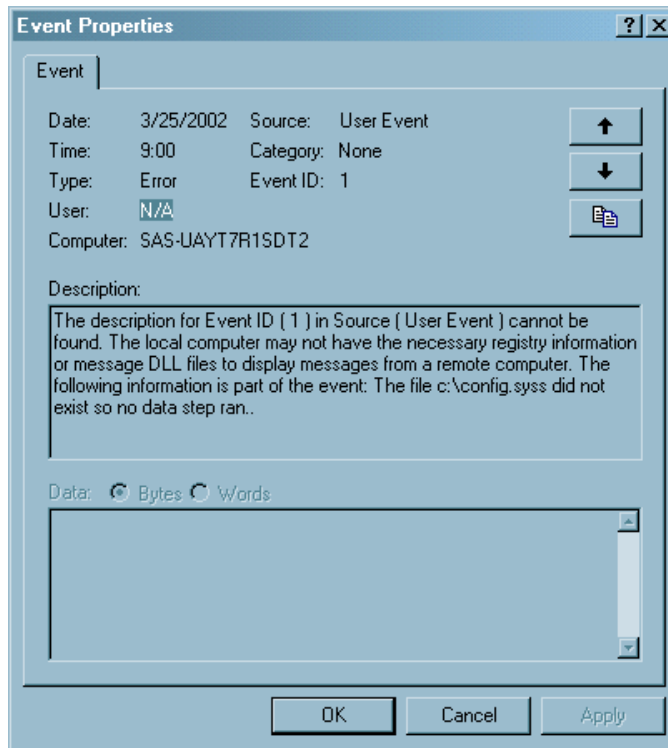 Event Properties
Event
Date: 3/25/2002 Source: User Event
Time: 9:00 Category: None
Type: Error Event ID: 1
User: N/A
Computer: SAS-UAYT7R1SDT2
Description:
The description for Event ID ( 1 ) in Source ( User Event ) cannot be
found. The local computer may not have the necessary registry information
or message DLL files to display messages from a remote computer. The
following information is part of the event: The file c:\config.syss did not
exist so no data step ran..
Data: Bytes Words
OK Cancel Apply